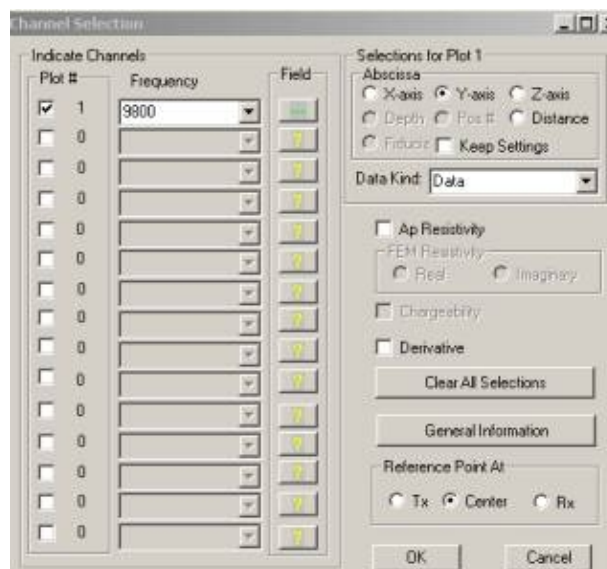 Channel Selection
Indicate Channels
Plot # Frequency Field
1 9800 ---
0 ?
0 ?
0 ?
0 ?
0 ?
0 ?
0 ?
0 ?
0 ?
0 ?
0 ?
0 ?
0 ?
0 ?
Selections for Plot 1
Abscissa
X-axis Y-axis Z-axis
Depth Pos # Distance
Fiducis Keep Settings
Data Kind: Data
Ap Resistivity
FEM Resistivity
Real Imaginary
Chargeability
Derivative
Clear All Selections
General Information
Reference Point At
Tx Center Rx
OK Cancel